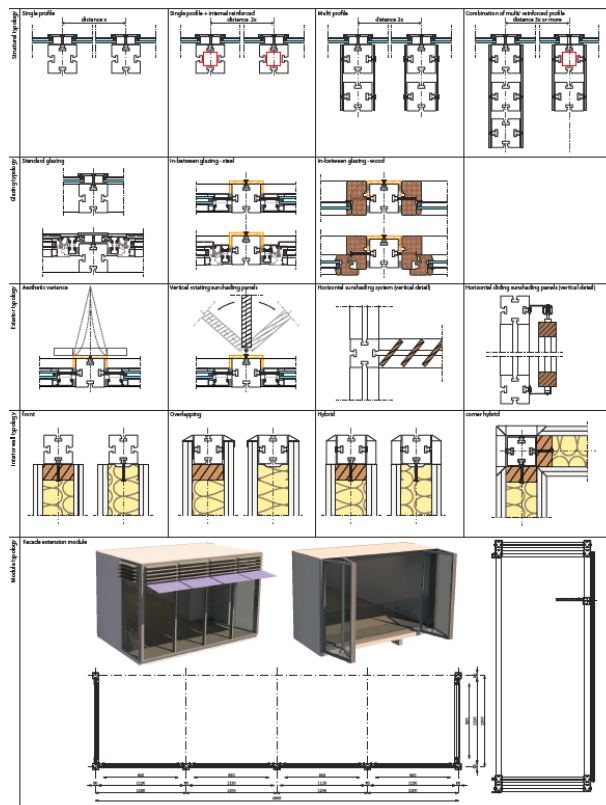 Structural typology
Single profile
distance x
Single profile + internal reinforced
distance 2x
Multi profile
distance 2x
Combination of multi/ reinforced profile
distance 3x or more
Glazing typology
Standard glazing
In-between glazing - steel
In-between glazing - wood
Exterior typology
Aesthetic variance
Vertical rotating sunshading panels
Horizontal sunshading system (vertical detail)
Horizontal sliding sunshading panels (vertical detail)
Interior wall typology
front
Overlapping
Hybrid
corner hybrid
Module typology
Facade extension module